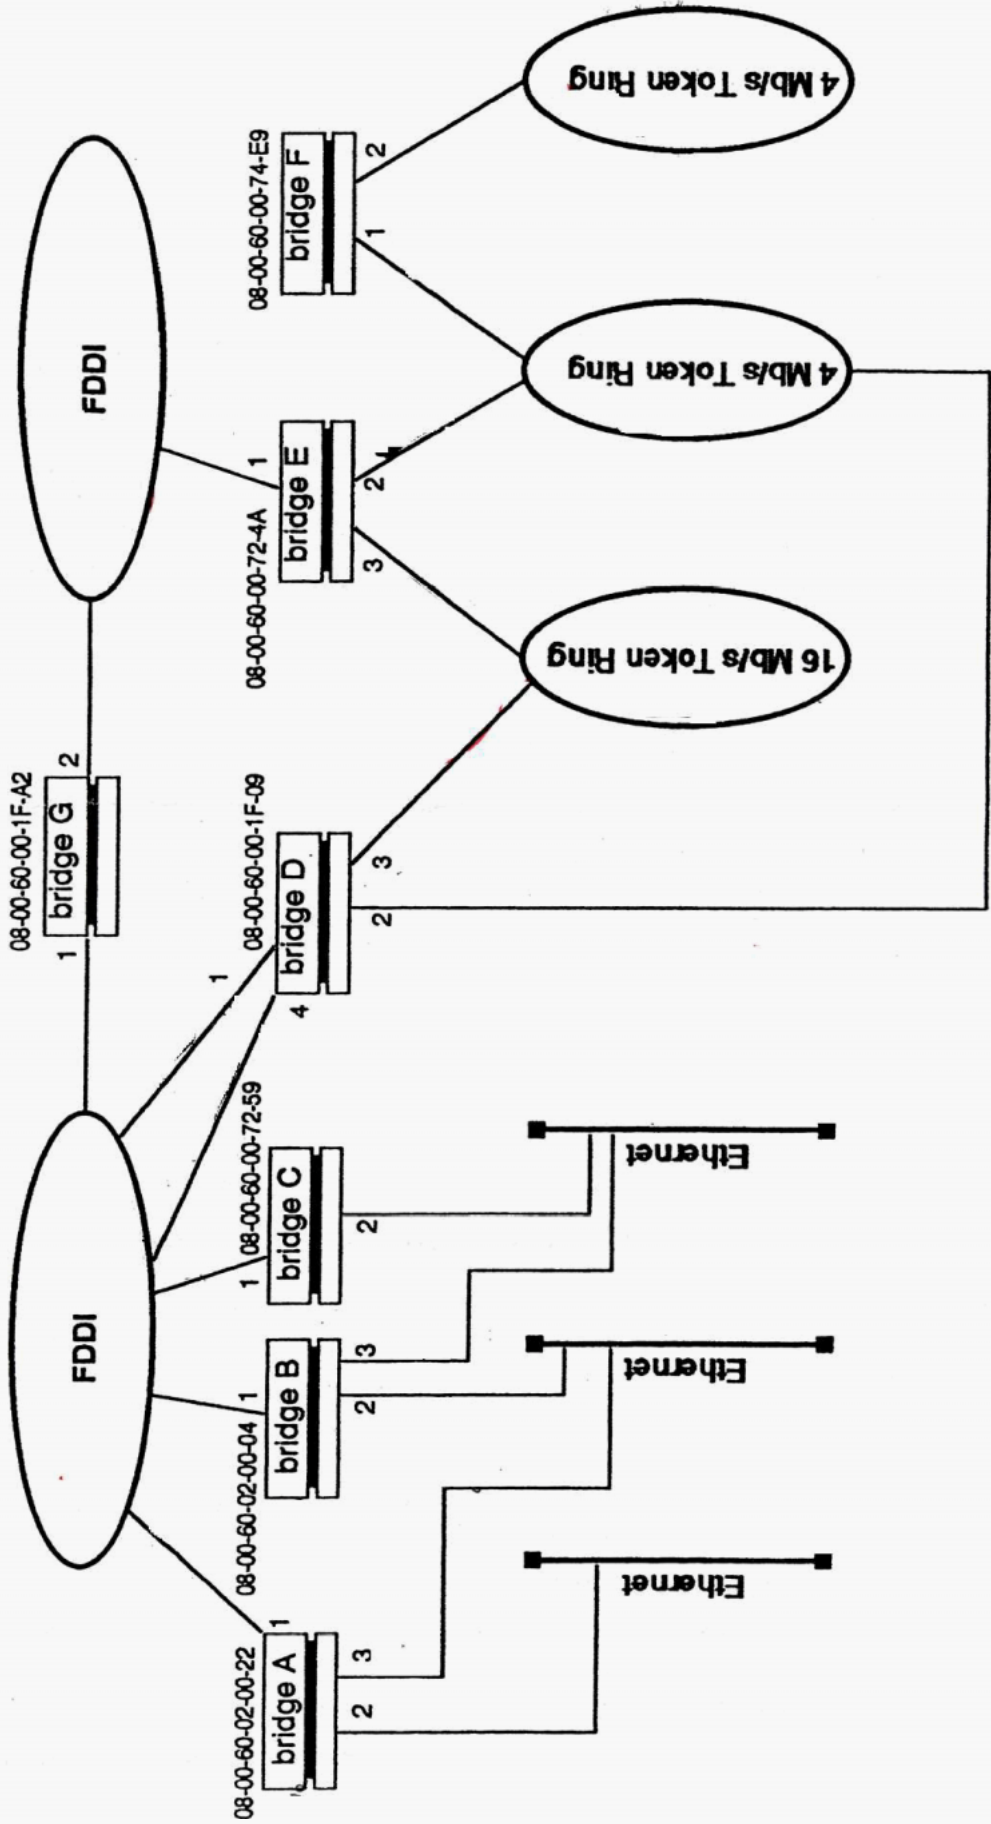 08-00-60-00-1F-A2
1
bridge G
2
FDDI
FDDI
08-00-60-02-00-22
1
bridge A
2
3
08-00-60-02-00-04
1
bridge B
2
3
08-00-60-00-72-59
1
bridge C
2
08-00-60-00-1F-09
1
4
bridge D
2
3
08-00-60-00-72-4A
1
bridge E
3
2
08-00-60-00-74-E9
bridge F
1
2
Ethernet
Ethernet
Ethernet
16 Mb/s Token Ring
4 Mb/s Token Ring
4 Mb/s Token Ring